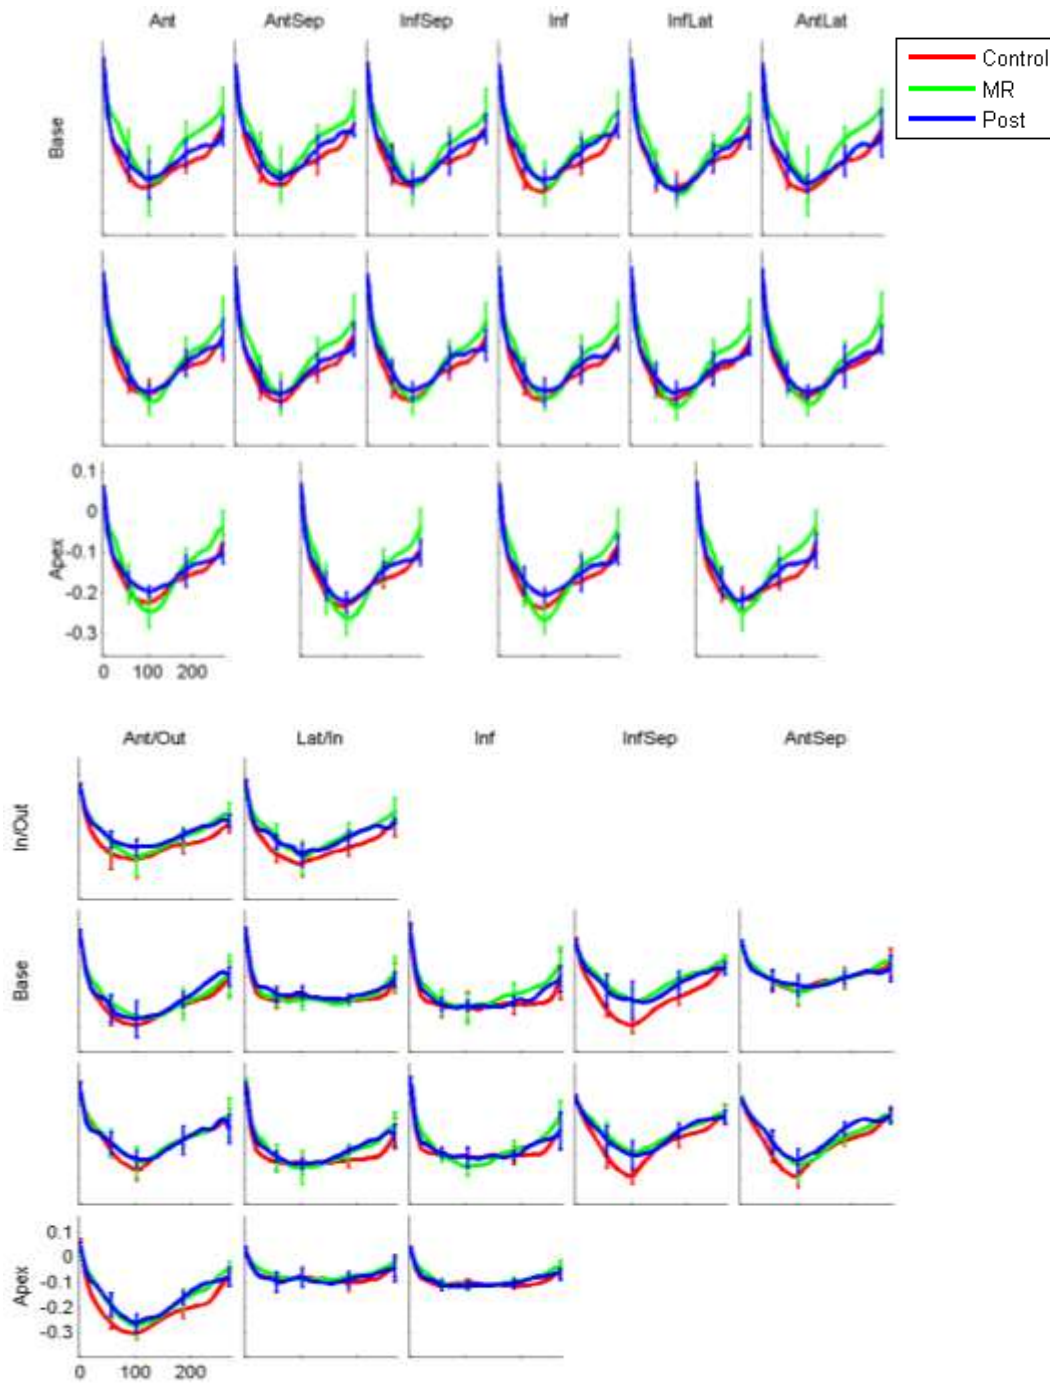 Ant AntSep InfSep Inf InfLat AntLat
Control
MR
Post
Base
0.1
0
-0.1
-0.2
-0.3
Apex
0 100 200
Ant/Out Lat/In Inf InfSep AntSep
In/Out
Base
0.1
0
-0.1
-0.2
-0.3
Apex
0 100 200